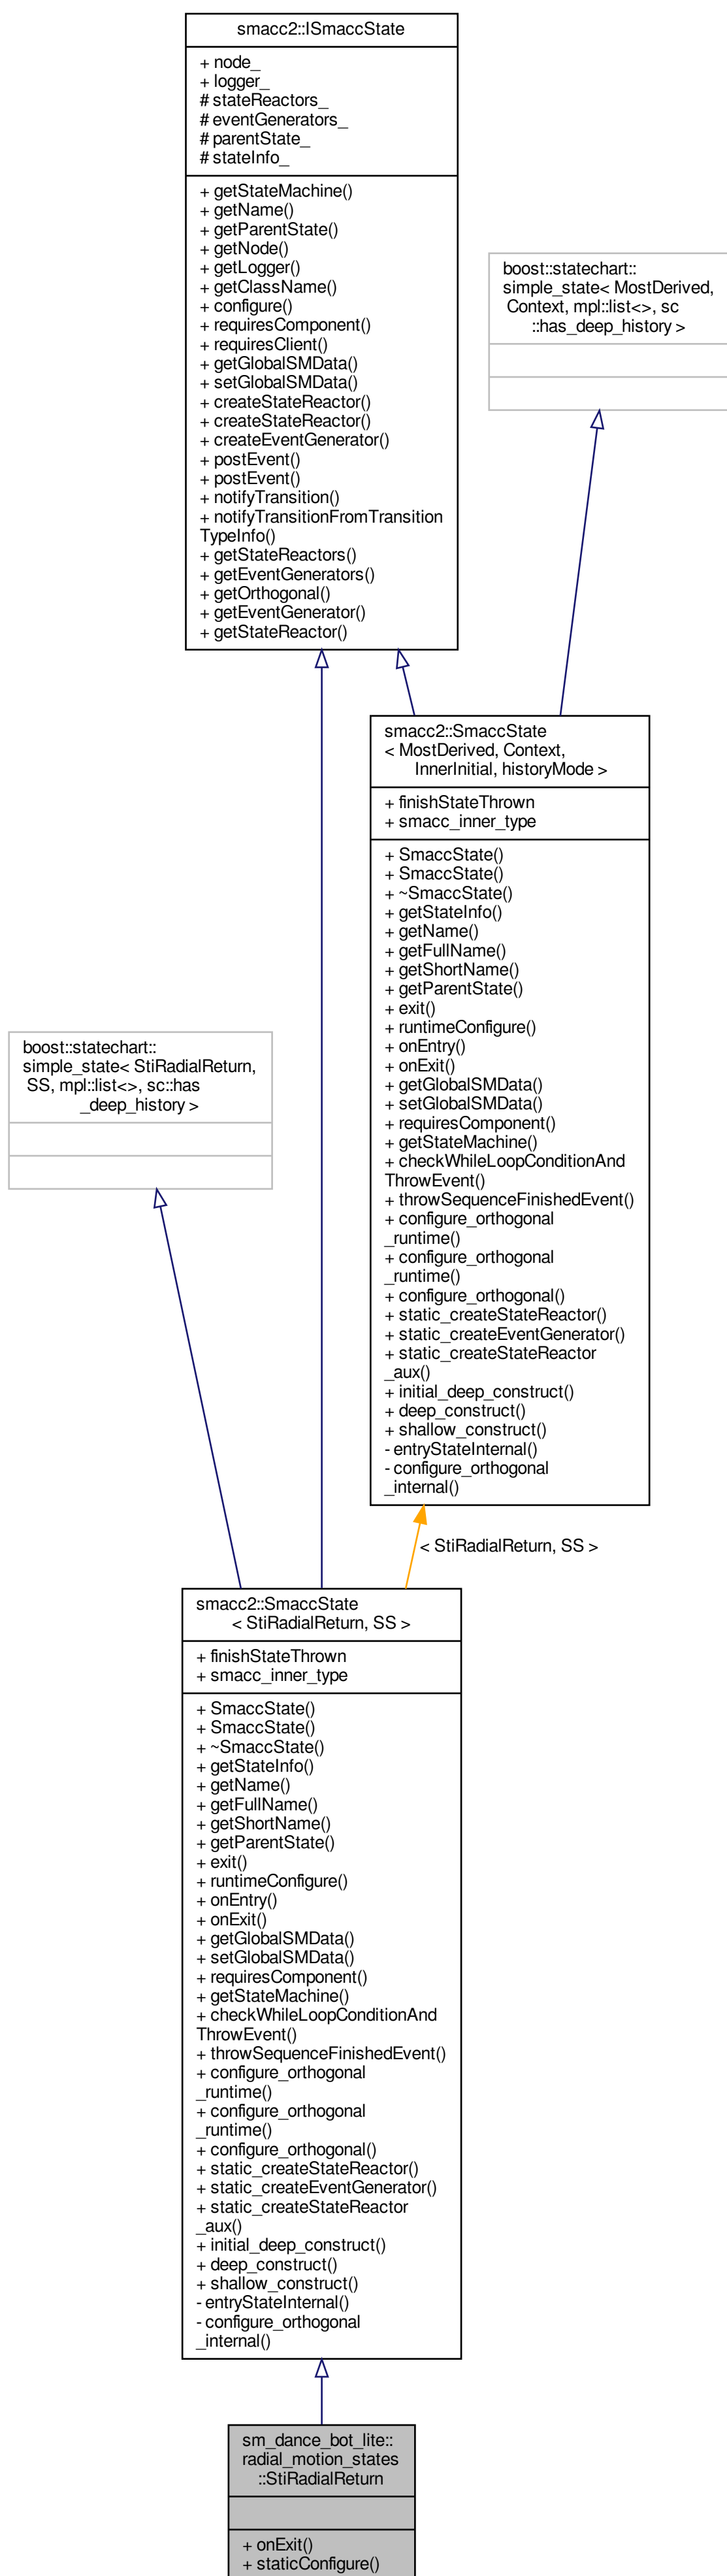 smacc2::ISmaccState
+ node_
+ logger_
# stateReactors_
# eventGenerators_
# parentState_
# stateInfo_
+ getStateMachine()
+ getName()
+ getParentState()
+ getNode()
+ getLogger()
+ getClassName()
+ configure()
+ requiresComponent()
+ requiresClient()
+ getGlobalSMData()
+ setGlobalSMData()
+ createStateReactor()
+ createStateReactor()
+ createEventGenerator()
+ postEvent()
+ postEvent()
+ notifyTransition()
+ notifyTransitionFromTransition
TypeInfo()
+ getStateReactors()
+ getEventGenerators()
+ getOrthogonal()
+ getEventGenerator()
+ getStateReactor()
boost::statechart::
simple_state< MostDerived,
Context, mpl::list<>, sc
::has_deep_history >
smacc2::SmaccState
< MostDerived, Context,
InnerInitial, historyMode >
+ finishStateThrown
+ smacc_inner_type
+ SmaccState()
+ SmaccState()
+ ~SmaccState()
+ getStateInfo()
+ getName()
+ getFullName()
+ getShortName()
+ getParentState()
+ exit()
+ runtimeConfigure()
+ onEntry()
+ onExit()
+ getGlobalSMData()
+ setGlobalSMData()
+ requiresComponent()
+ getStateMachine()
+ checkWhileLoopConditionAnd
ThrowEvent()
+ throwSequenceFinishedEvent()
+ configure_orthogonal
_runtime()
+ configure_orthogonal
_runtime()
+ configure_orthogonal()
+ static_createStateReactor()
+ static_createEventGenerator()
+ static_createStateReactor
_aux()
+ initial_deep_construct()
+ deep_construct()
+ shallow_construct()
- entryStateInternal()
- configure_orthogonal
_internal()
boost::statechart::
simple_state< StiRadialReturn,
SS, mpl::list<>, sc::has
_deep_history >
< StiRadialReturn, SS >
smacc2::SmaccState
< StiRadialReturn, SS >
+ finishStateThrown
+ smacc_inner_type
+ SmaccState()
+ SmaccState()
+ ~SmaccState()
+ getStateInfo()
+ getName()
+ getFullName()
+ getShortName()
+ getParentState()
+ exit()
+ runtimeConfigure()
+ onEntry()
+ onExit()
+ getGlobalSMData()
+ setGlobalSMData()
+ requiresComponent()
+ getStateMachine()
+ checkWhileLoopConditionAnd
ThrowEvent()
+ throwSequenceFinishedEvent()
+ configure_orthogonal
_runtime()
+ configure_orthogonal
_runtime()
+ configure_orthogonal()
+ static_createStateReactor()
+ static_createEventGenerator()
+ static_createStateReactor
_aux()
+ initial_deep_construct()
+ deep_construct()
+ shallow_construct()
- entryStateInternal()
- configure_orthogonal
_internal()
sm_dance_bot_lite::
radial_motion_states
::StiRadialReturn
+ onExit()
+ staticConfigure()